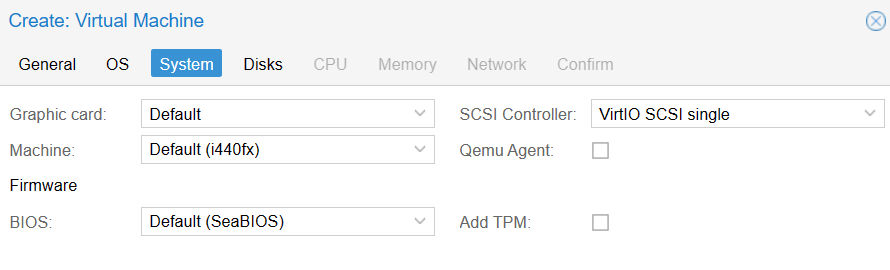 Create: Virtual Machine
General OS System Disks CPU Memory Network Confirm
Graphic card: Default SCSI Controller: VirtIO SCSI single
Machine: Default (i440fx) Qemu Agent:
Firmware
BIOS: Default (SeaBIOS) Add TPM: